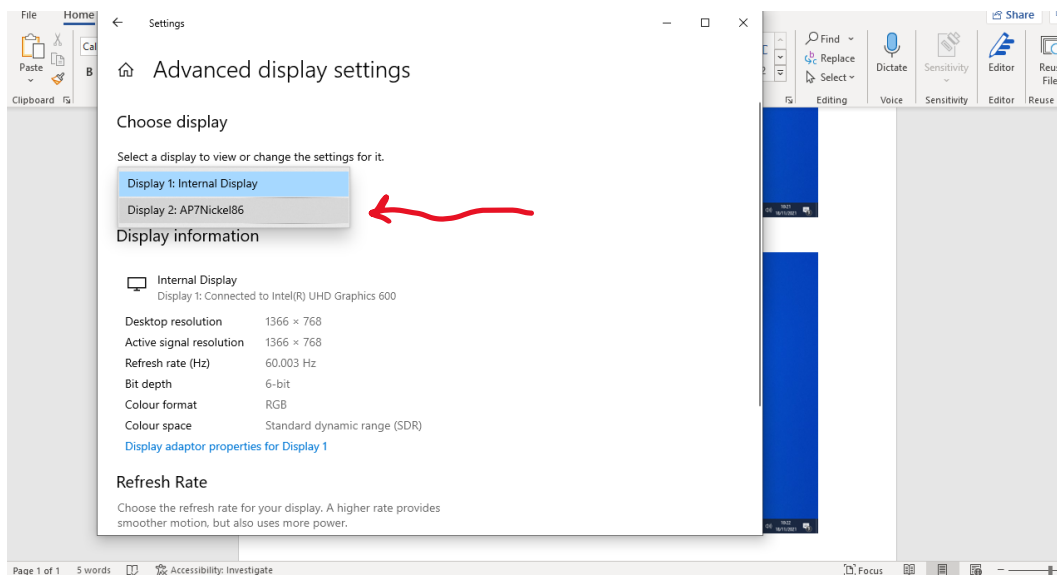 File Home
Share
Paste
Cal
B
Clipboard
Find
Replace
Select
Editing
Dictate
Voice
Sensitivity
Sensitivity
Editor
Editor
Reuse
Settings
Advanced display settings
Choose display
Select a display to view or change the settings for it.
Display 1: Internal Display
Display 2: AP7Nickel86
Display information
Internal Display
Display 1: Connected to Intel(R) UHD Graphics 600
Desktop resolution 1366 × 768
Active signal resolution 1366 × 768
Refresh rate (Hz) 60.003 Hz
Bit depth 6-bit
Colour format RGB
Colour space Standard dynamic range (SDR)
Display adaptor properties for Display 1
Refresh Rate
Choose the refresh rate for your display. A higher rate provides
smoother motion, but also uses more power.
Page 1 of 1 5 words Accessibility: Investigate Focus